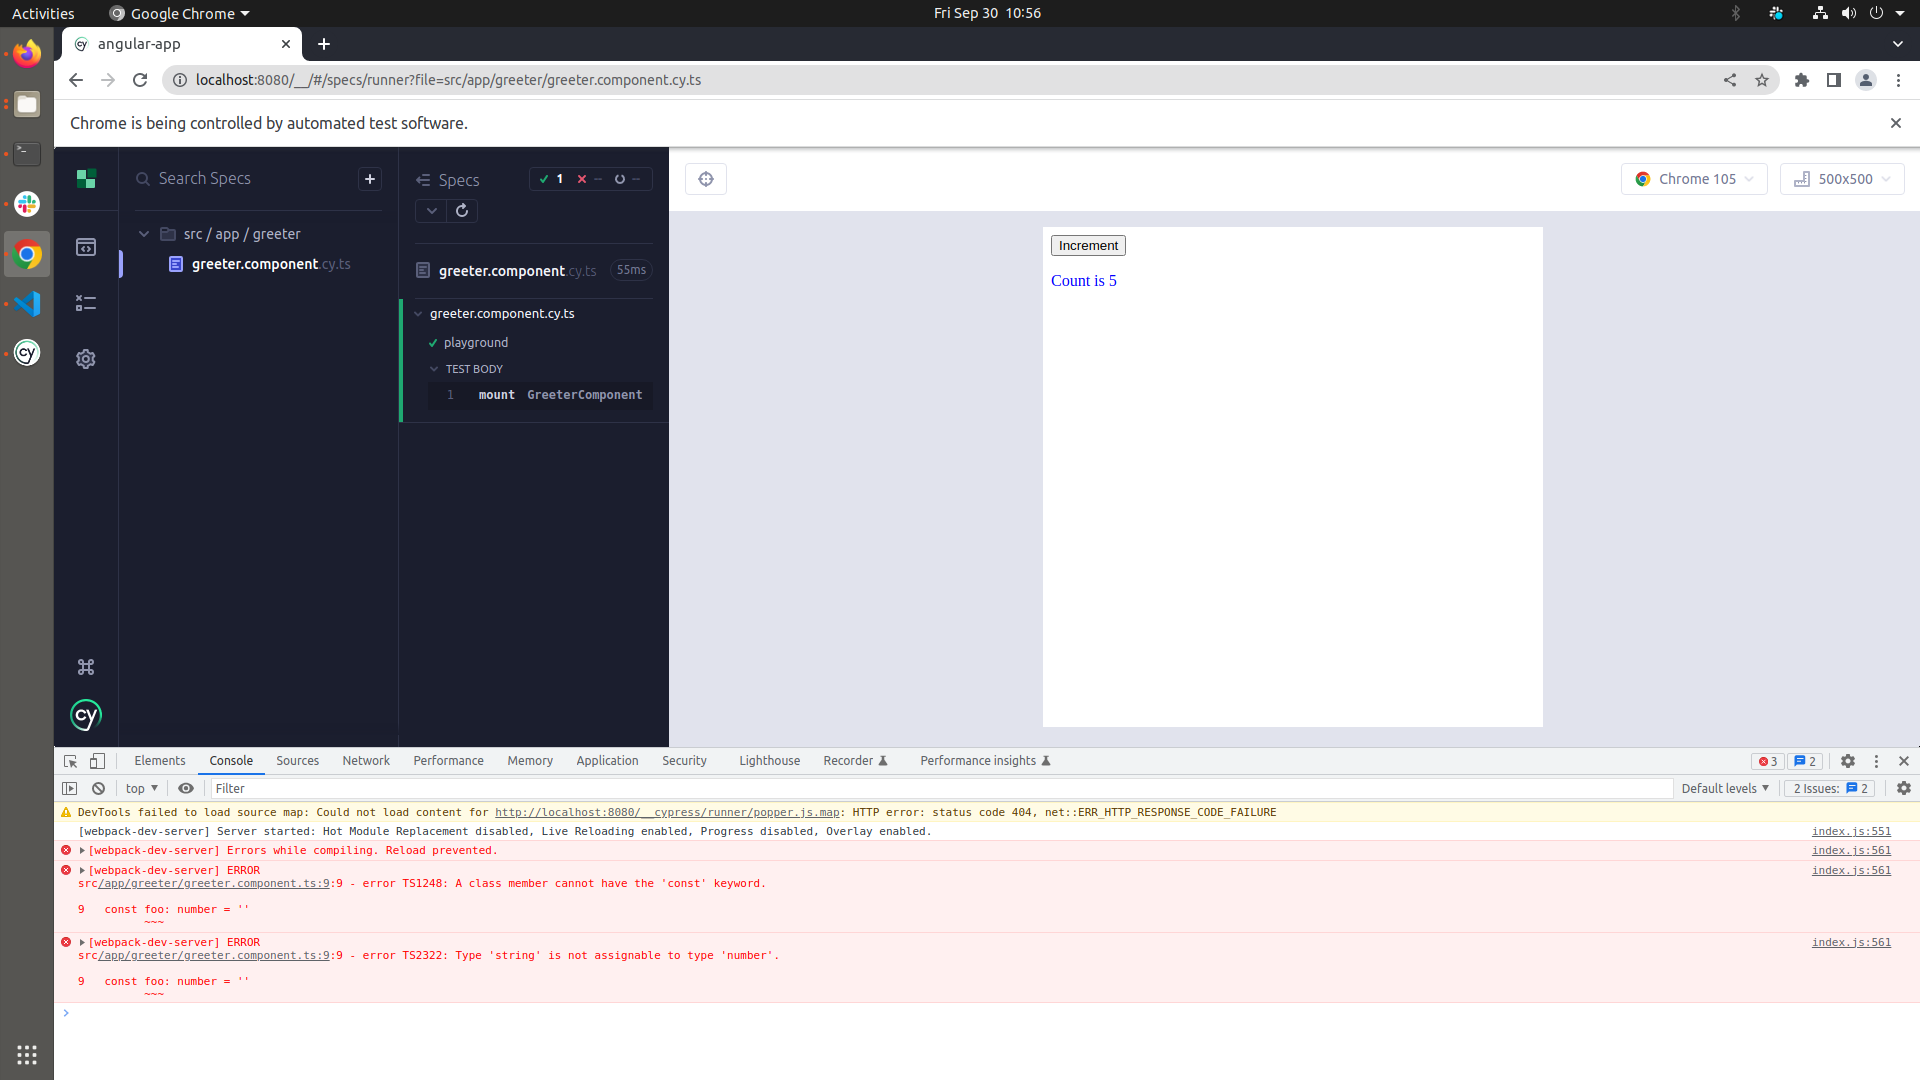 Activities
Google Chrome
Fri Sep 30 10:56
angular-app
localhost:8080/__/#/specs/runner?file=src/app/greeter/greeter.component.cy.ts
Chrome is being controlled by automated test software.
Search Specs
Specs
1 -- --
Chrome 105
500x500
src / app / greeter
greeter.component.cy.ts
greeter.component.cy.ts 55ms
greeter.component.cy.ts
playground
TEST BODY
1 mount GreeterComponent
cy
Increment
Count is 5
Elements Console Sources Network Performance Memory Application Security Lighthouse Recorder Performance insights 3 2
top Filter Default levels 2 Issues: 2
DevTools failed to load source map: Could not load content for http://localhost:8080/__cypress/runner/popper.js.map: HTTP error: status code 404, net::ERR_HTTP_RESPONSE_CODE_FAILURE
[webpack-dev-server] Server started: Hot Module Replacement disabled, Live Reloading enabled, Progress disabled, Overlay enabled. index.js:551
[webpack-dev-server] Errors while compiling. Reload prevented. index.js:561
[webpack-dev-server] ERROR index.js:561
src/app/greeter/greeter.component.ts:9:9 - error TS1248: A class member cannot have the 'const' keyword.
9 const foo: number = ''
~~~
[webpack-dev-server] ERROR index.js:561
src/app/greeter/greeter.component.ts:9:9 - error TS2322: Type 'string' is not assignable to type 'number'.
9 const foo: number = ''
~~~